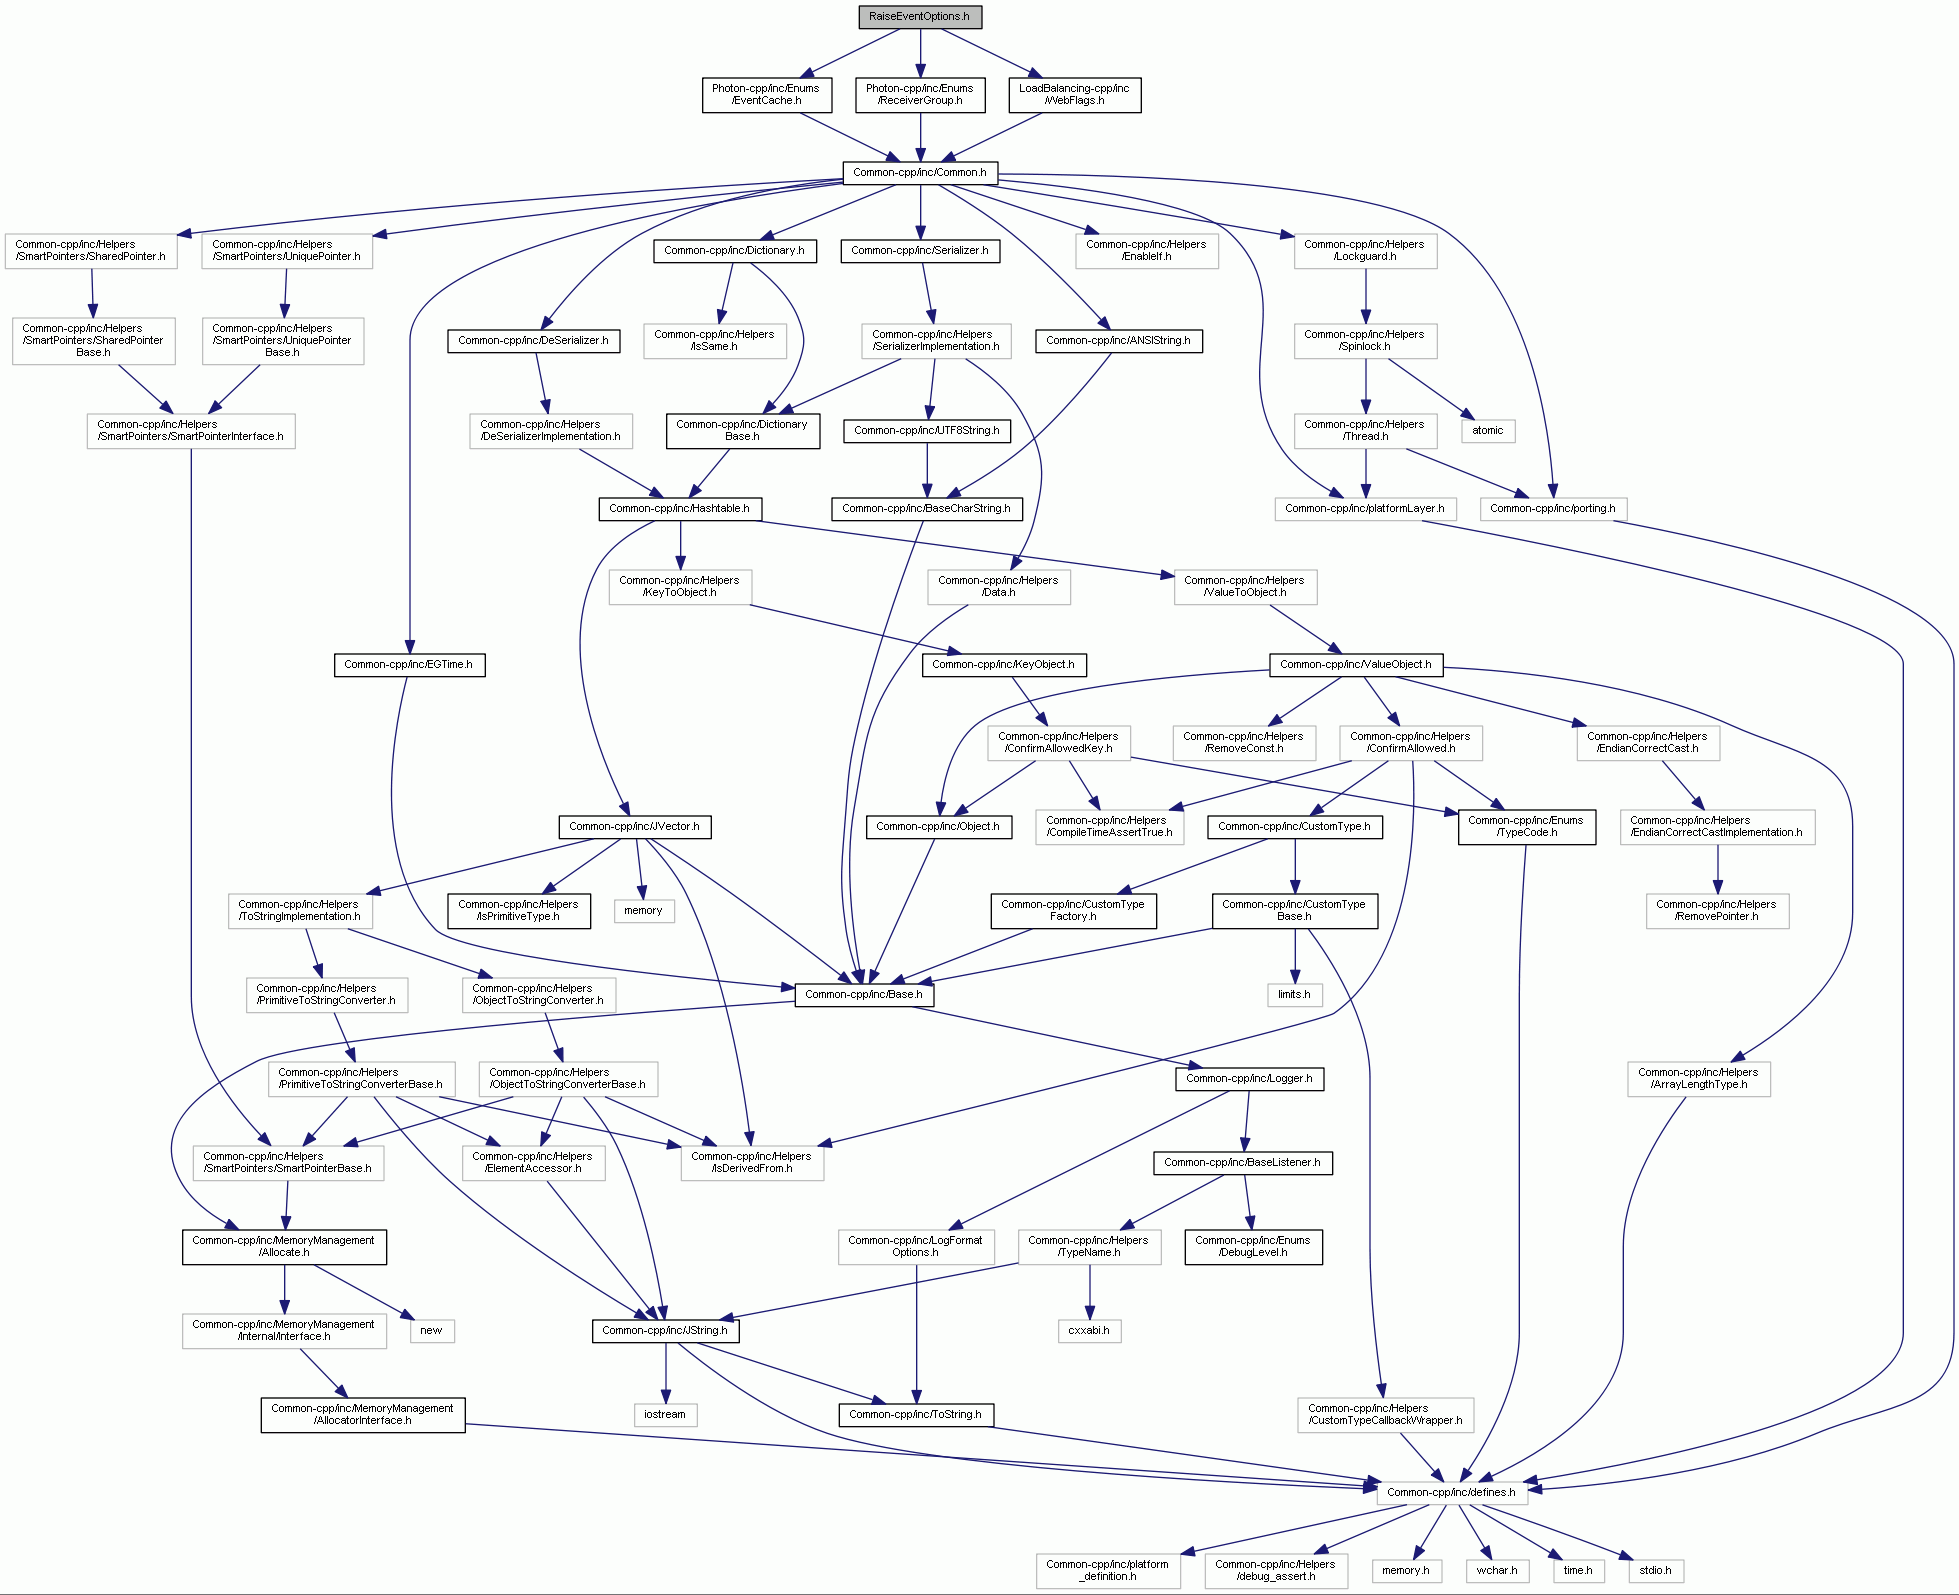 RaiseEventOptions.h
Photon-cpp/inc/Enums
/EventCache.h
Photon-cpp/inc/Enums
/ReceiverGroup.h
LoadBalancing-cpp/inc
/WebFlags.h
Common-cpp/inc/Common.h
Common-cpp/inc/Helpers
/SmartPointers/SharedPointer.h
Common-cpp/inc/Helpers
/SmartPointers/UniquePointer.h
Common-cpp/inc/Dictionary.h
Common-cpp/inc/Serializer.h
Common-cpp/inc/Helpers
/EnableIf.h
Common-cpp/inc/Helpers
/Lockguard.h
Common-cpp/inc/Helpers
/SmartPointers/SharedPointer
Base.h
Common-cpp/inc/Helpers
/SmartPointers/UniquePointer
Base.h
Common-cpp/inc/DeSerializer.h
Common-cpp/inc/Helpers
/IsSame.h
Common-cpp/inc/Helpers
/SerializerImplementation.h
Common-cpp/inc/ANSIString.h
Common-cpp/inc/Helpers
/Spinlock.h
Common-cpp/inc/Helpers
/SmartPointers/SmartPointerInterface.h
Common-cpp/inc/Helpers
/DeSerializerImplementation.h
Common-cpp/inc/Dictionary
Base.h
Common-cpp/inc/UTF8String.h
Common-cpp/inc/Helpers
/Thread.h
atomic
Common-cpp/inc/Hashtable.h
Common-cpp/inc/BaseCharString.h
Common-cpp/inc/platformLayer.h
Common-cpp/inc/porting.h
Common-cpp/inc/Helpers
/KeyToObject.h
Common-cpp/inc/Helpers
/Data.h
Common-cpp/inc/Helpers
/ValueToObject.h
Common-cpp/inc/EGTime.h
Common-cpp/inc/KeyObject.h
Common-cpp/inc/ValueObject.h
Common-cpp/inc/Helpers
/ConfirmAllowedKey.h
Common-cpp/inc/Helpers
/RemoveConst.h
Common-cpp/inc/Helpers
/ConfirmAllowed.h
Common-cpp/inc/Helpers
/EndianCorrectCast.h
Common-cpp/inc/JVector.h
Common-cpp/inc/Object.h
Common-cpp/inc/Helpers
/CompileTimeAssertTrue.h
Common-cpp/inc/CustomType.h
Common-cpp/inc/Enums
/TypeCode.h
Common-cpp/inc/Helpers
/EndianCorrectCastImplementation.h
Common-cpp/inc/Helpers
/ToStringImplementation.h
Common-cpp/inc/Helpers
/IsPrimitiveType.h
memory
Common-cpp/inc/CustomType
Factory.h
Common-cpp/inc/CustomType
Base.h
Common-cpp/inc/Helpers
/RemovePointer.h
Common-cpp/inc/Helpers
/PrimitiveToStringConverter.h
Common-cpp/inc/Helpers
/ObjectToStringConverter.h
Common-cpp/inc/Base.h
limits.h
Common-cpp/inc/Helpers
/PrimitiveToStringConverterBase.h
Common-cpp/inc/Helpers
/ObjectToStringConverterBase.h
Common-cpp/inc/Logger.h
Common-cpp/inc/Helpers
/ArrayLengthType.h
Common-cpp/inc/Helpers
/SmartPointers/SmartPointerBase.h
Common-cpp/inc/Helpers
/ElementAccessor.h
Common-cpp/inc/Helpers
/IsDerivedFrom.h
Common-cpp/inc/BaseListener.h
Common-cpp/inc/MemoryManagement
/Allocate.h
Common-cpp/inc/LogFormat
Options.h
Common-cpp/inc/Helpers
/TypeName.h
Common-cpp/inc/Enums
/DebugLevel.h
Common-cpp/inc/MemoryManagement
/Internal/Interface.h
new
Common-cpp/inc/JString.h
cxxabi.h
Common-cpp/inc/MemoryManagement
/AllocatorInterface.h
iostream
Common-cpp/inc/ToString.h
Common-cpp/inc/Helpers
/CustomTypeCallbackWrapper.h
Common-cpp/inc/defines.h
Common-cpp/inc/platform
_definition.h
Common-cpp/inc/Helpers
/debug_assert.h
memory.h
wchar.h
time.h
stdio.h